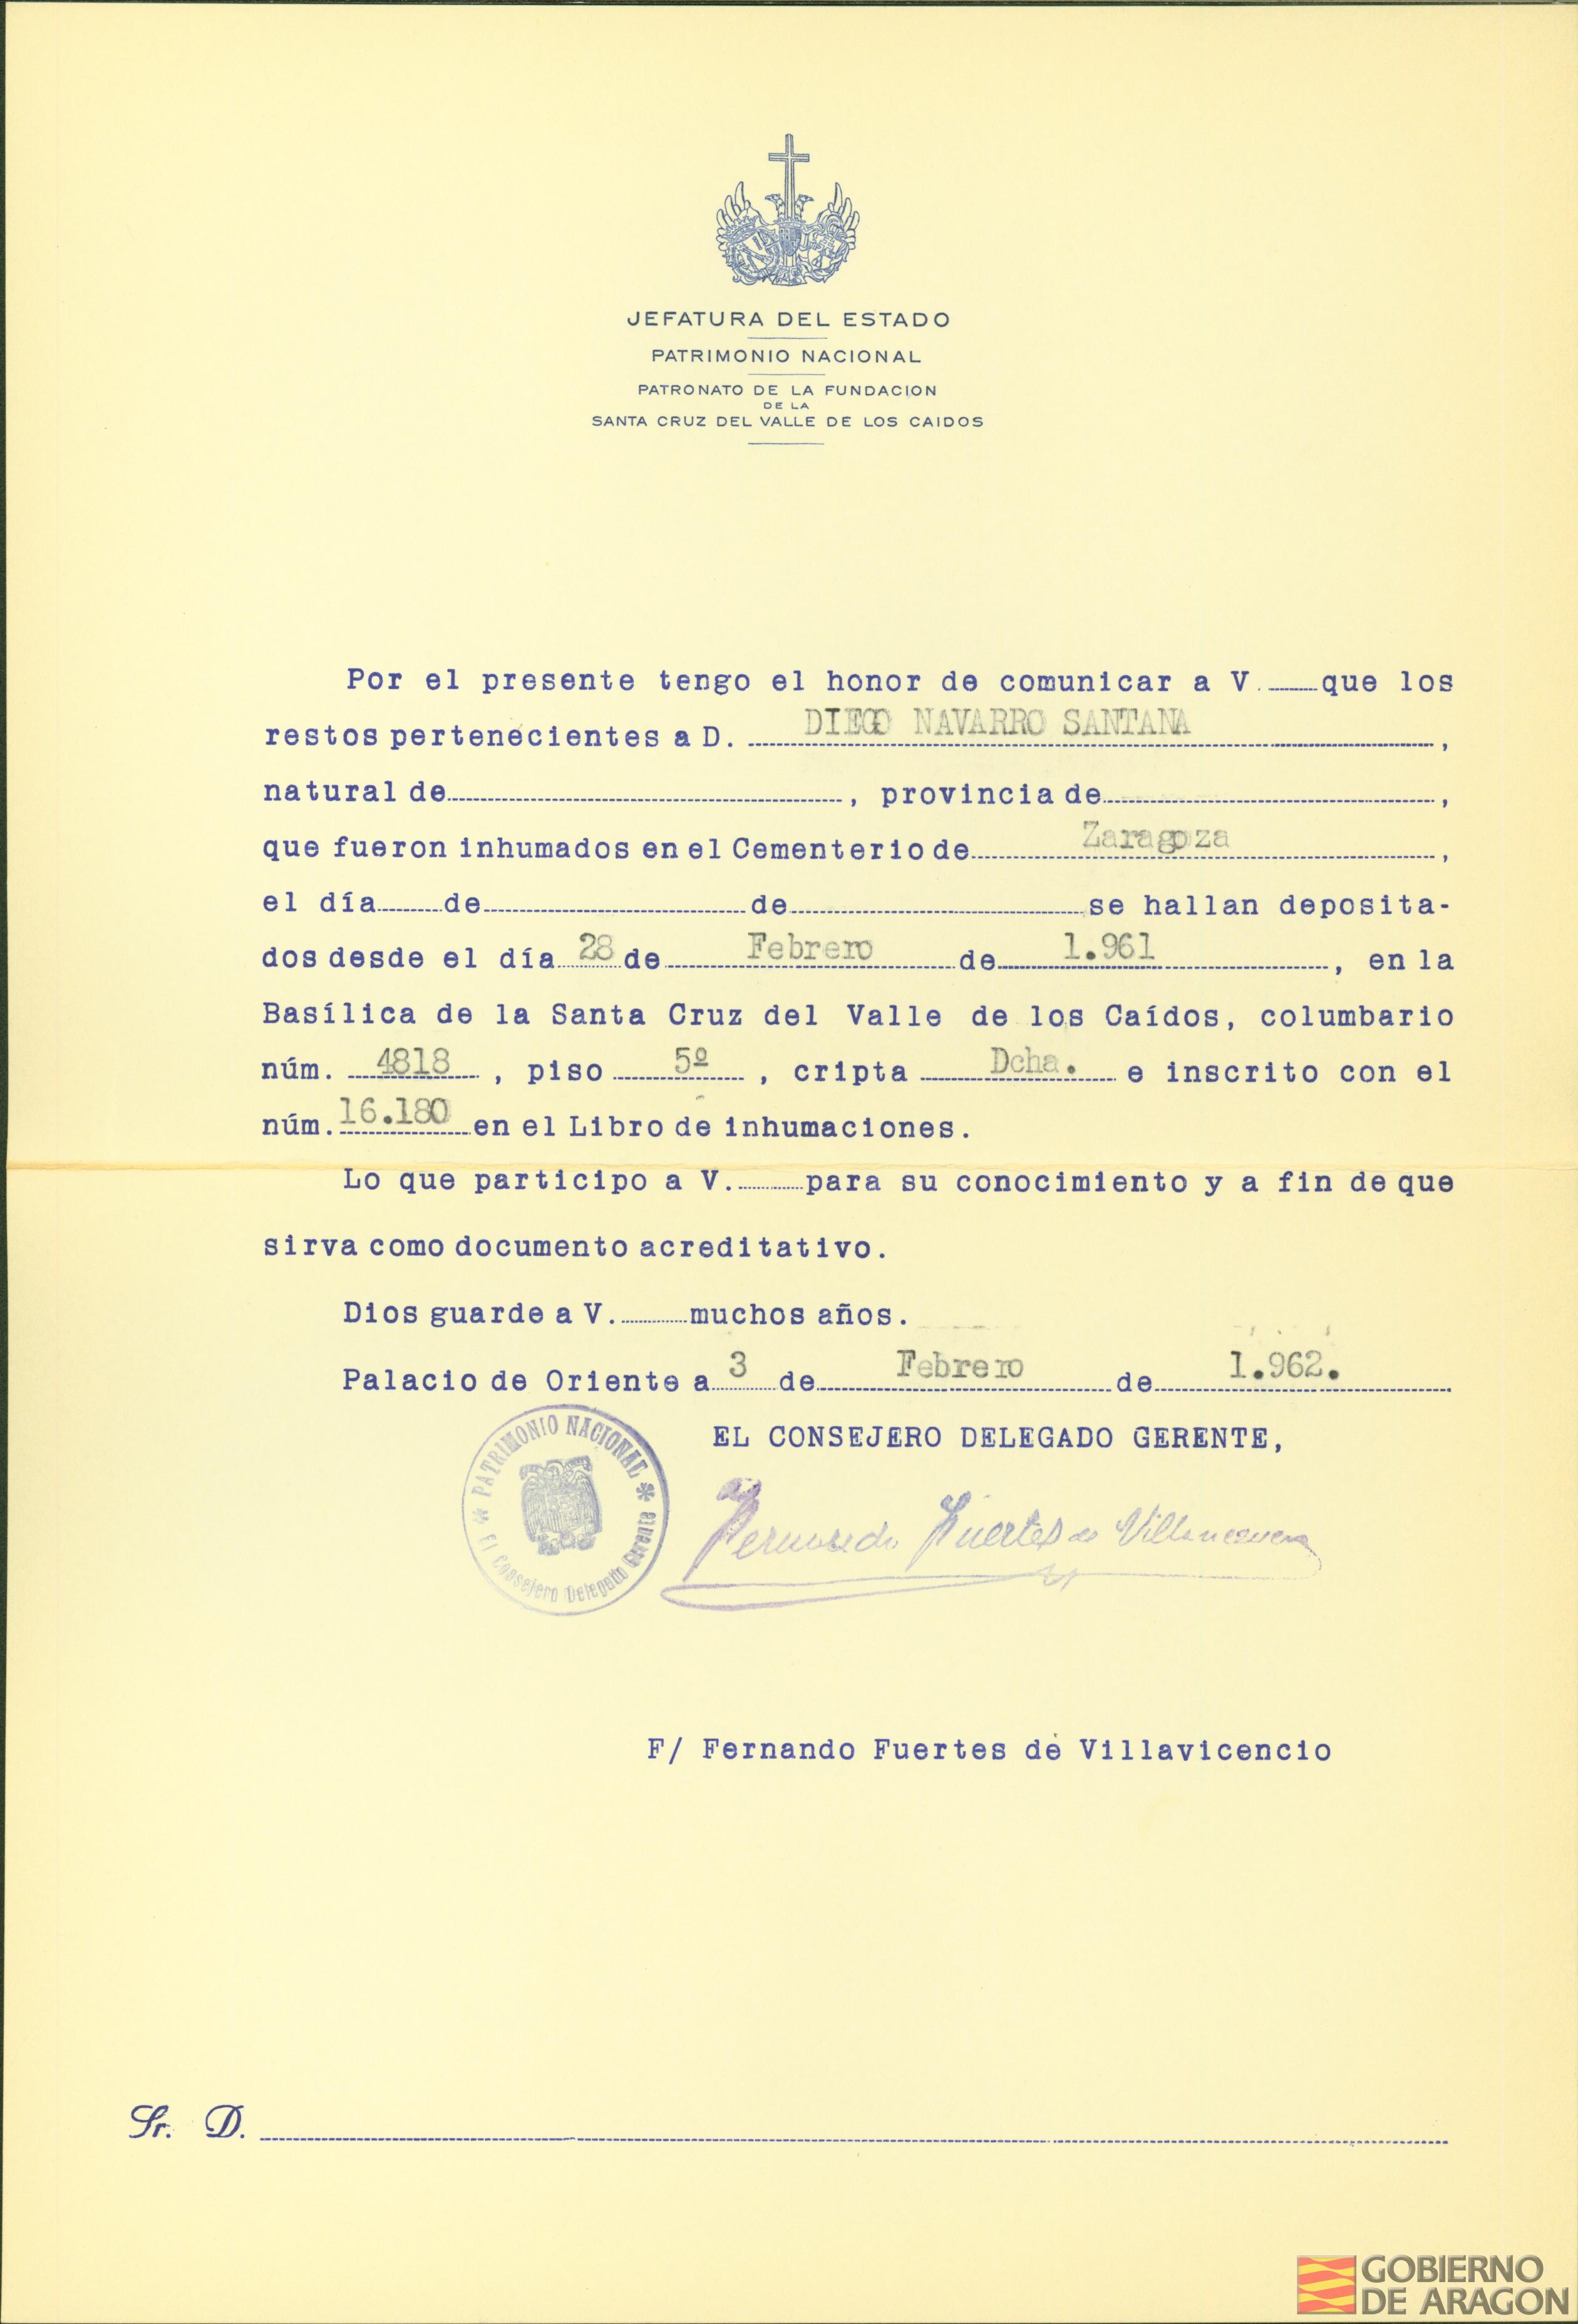 JEFATURA DEL ESTADO
PATRIMONIO NACIONAL
PATRONATO DE LA FUNDACION
DE LA
SANTA CRUZ DEL VALLE DE LOS CAIDOS
Por el presente tengo el honor de comunicar a V. que los
restos pertenecientes a D. DIEGO NAVARRO SANTANA,
natural de , provincia de ,
que fueron inhumados en el Cementerio de Zaragoza,
el día de de se hallan deposita-
dos desde el día 28 de Febrero de 1.961, en la
Basílica de la Santa Cruz del Valle de los Caídos, columbario
núm. 4818, piso 5º, cripta Dcha. e inscrito con el
núm. 16.180 en el Libro de inhumaciones.
Lo que participo a V. para su conocimiento y a fin de que
sirva como documento acreditativo.
Dios guarde a V. muchos años.
Palacio de Oriente a 3 de Febrero de 1.962.
EL CONSEJERO DELEGADO GERENTE,
PATRIMONIO NACIONAL
El Consejero Delegado Gerente
Fernando Fuertes de Villavicencio
F/ Fernando Fuertes de Villavicencio
Sr. D.
GOBIERNO
DE ARAGON